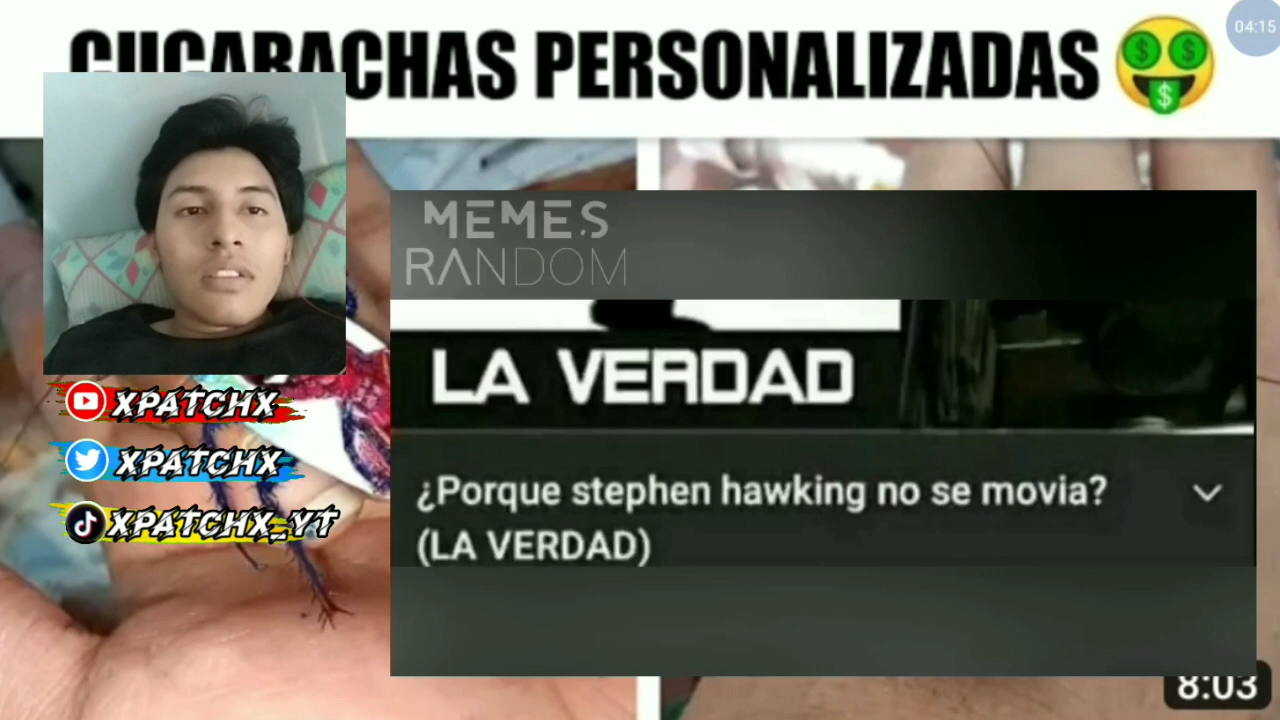 CUCARACHAS PERSONALIZADAS
04:15
MEMES
RANDOM
LA VERDAD
¿Porque stephen hawking no se movia?
(LA VERDAD)
XPATCHX
XPATCHX
XPATCHX_YT
8:03